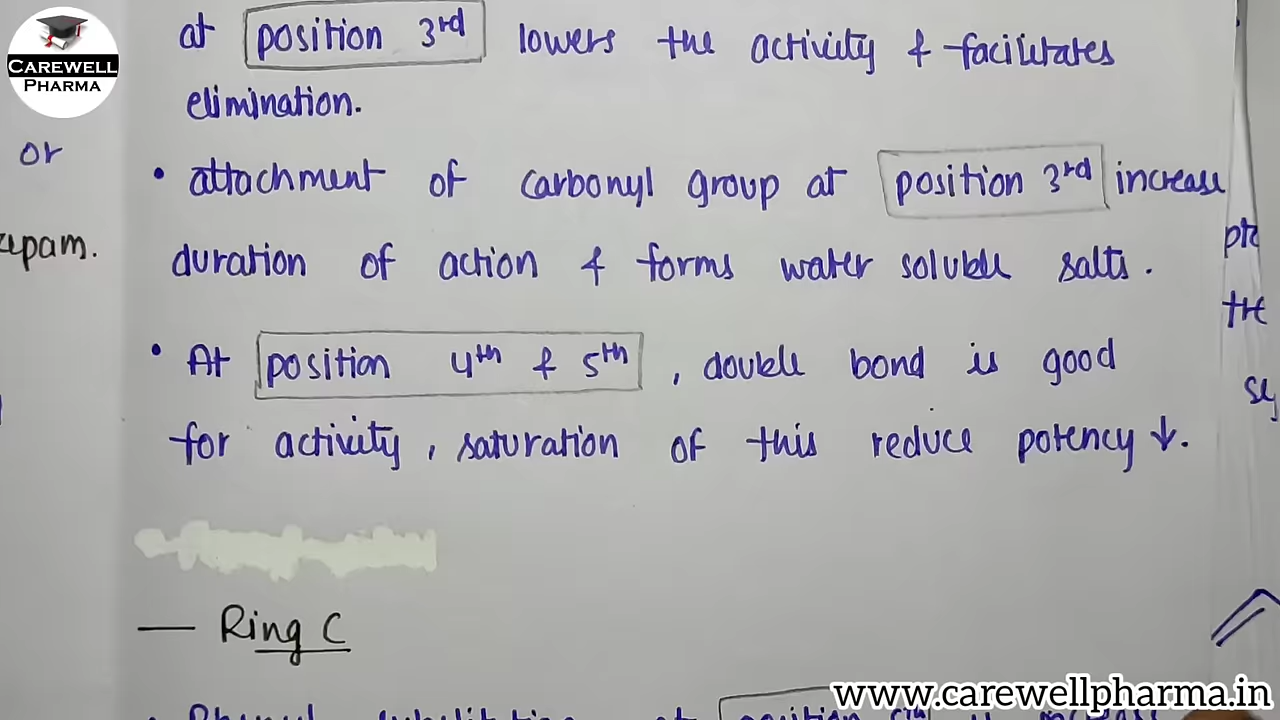 CAREWELL
PHARMA
at position 3rd lowers the activity & facilitates
elimination.
or
• attachment of carbonyl group at position 3rd increase
epam.
duration of action & forms water soluble salts.
• At position 4th & 5th, double bond is good
for activity, saturation of this reduce potency ↓.
— Ring C
www.carewellpharma.in